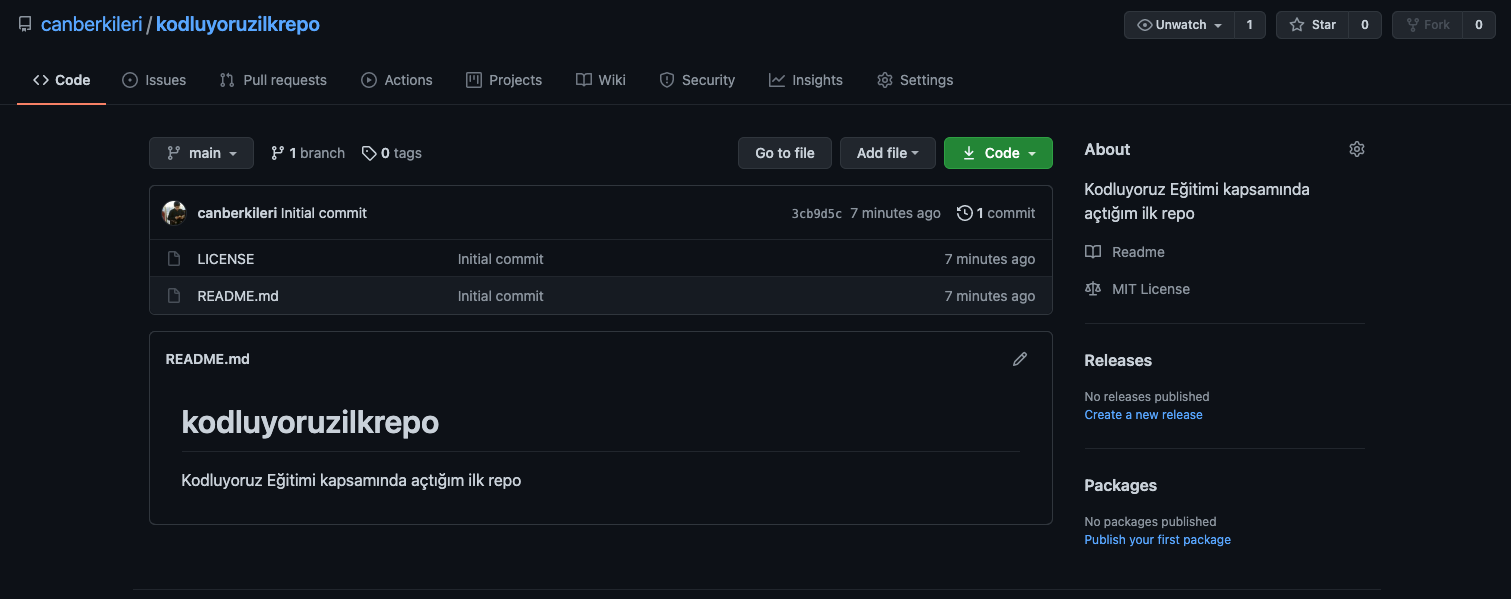 canberkileri / kodluyoruzilkrepo
Unwatch 1 Star 0 Fork 0
Code Issues Pull requests Actions Projects Wiki Security Insights Settings
main 1 branch 0 tags Go to file Add file Code
canberkileri Initial commit 3cb9d5c 7 minutes ago 1 commit
LICENSE Initial commit 7 minutes ago
README.md Initial commit 7 minutes ago
README.md
kodluyoruzilkrepo
Kodluyoruz Eğitimi kapsamında açtığım ilk repo
About
Kodluyoruz Eğitimi kapsamında
açtığım ilk repo
Readme
MIT License
Releases
No releases published
Create a new release
Packages
No packages published
Publish your first package